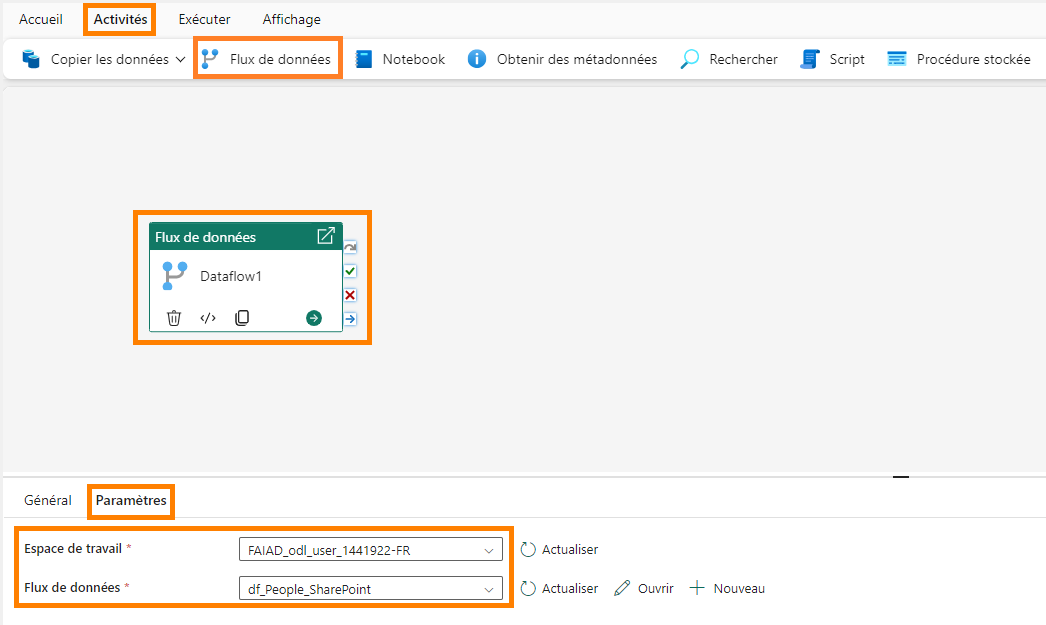 Accueil Activités Exécuter Affichage
Copier les données Flux de données Notebook Obtenir des métadonnées Rechercher Script Procédure stockée
Flux de données
Dataflow1
Général Paramètres
Espace de travail * FAIAD_odl_user_1441922-FR Actualiser
Flux de données * df_People_SharePoint Actualiser Ouvrir Nouveau